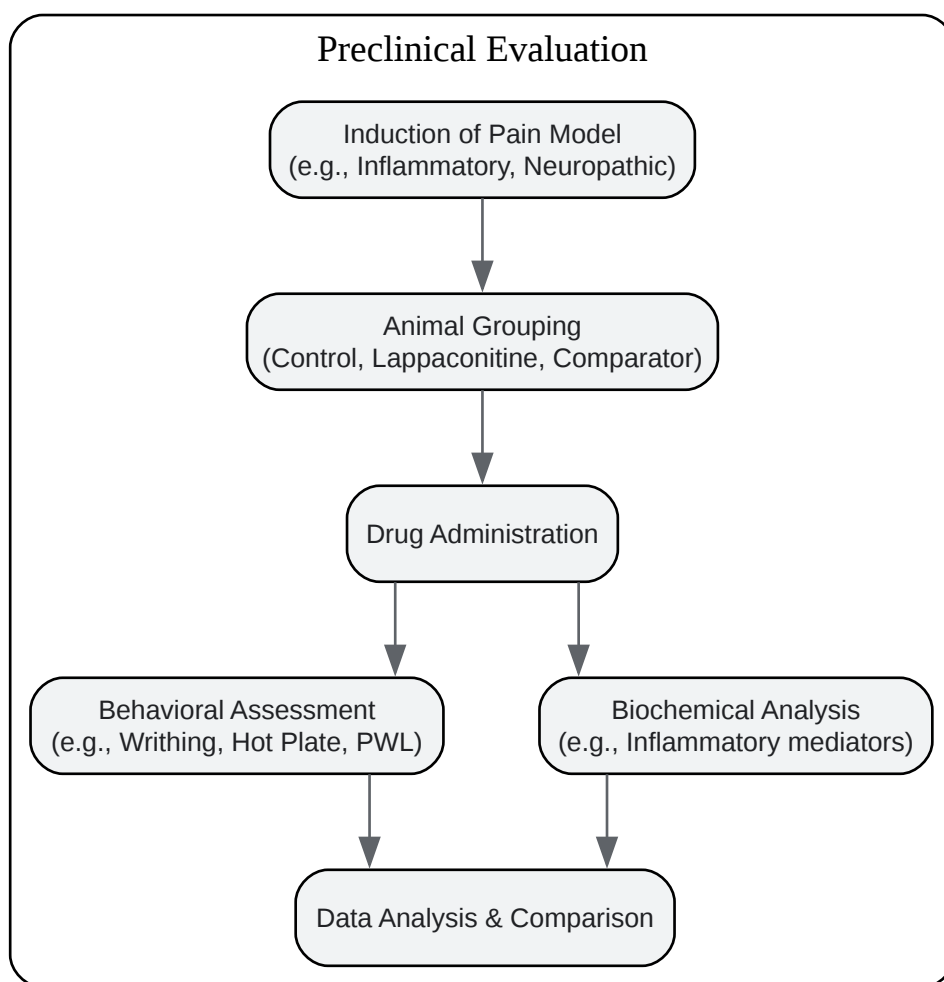 Preclinical Evaluation
Induction of Pain Model
(e.g., Inflammatory, Neuropathic)
Animal Grouping
(Control, Lappaconitine, Comparator)
Drug Administration
Behavioral Assessment
(e.g., Writhing, Hot Plate, PWL)
Biochemical Analysis
(e.g., Inflammatory mediators)
Data Analysis & Comparison